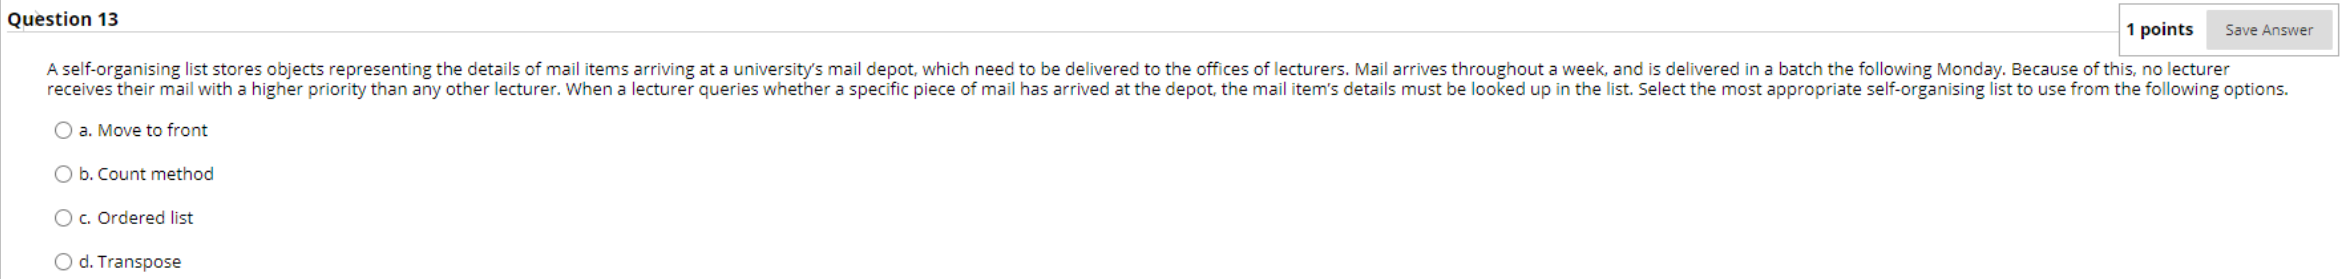 Question 13
1 points
Save Answer
A self-organising list stores objects representing the details of mail items arriving at a university's mail depot, which need to be delivered to the offices of lecturers. Mail arrives throughout a week, and is delivered in a batch the following Monday. Because of this, no lecturer
receives their mail with a higher priority than any other lecturer. When a lecturer queries whether a specific piece of mail has arrived at the depot, the mail item's details must be looked up in the list. Select the most appropriate self-organising list to use from the following options.
a. Move to front
b. Count method
c. Ordered list
d. Transpose